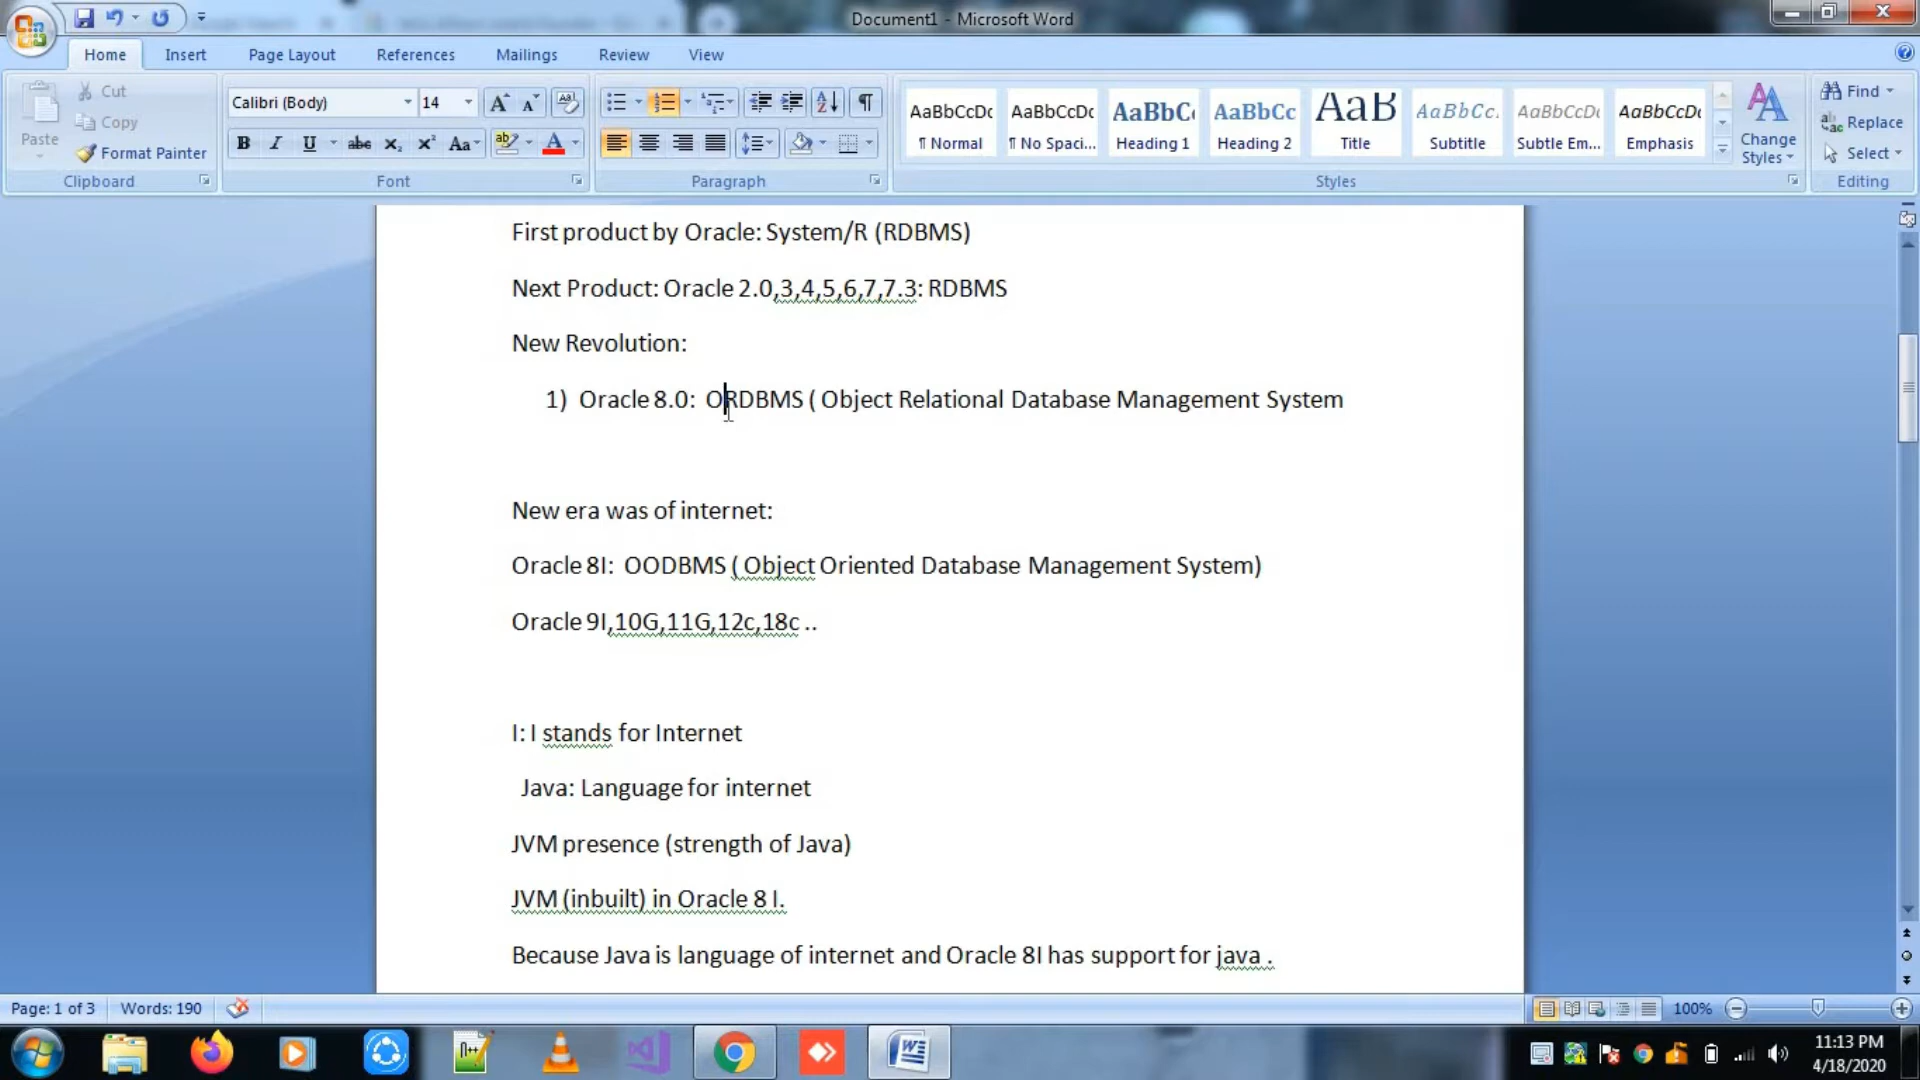 Document1 - Microsoft Word
Home Insert Page Layout References Mailings Review View
Cut
Copy
Format Painter
Paste
Clipboard
Calibri (Body) 14
Font
Paragraph
AaBbCcDc AaBbCcDc AaBbC AaBbCc AaB AaBbCc. AaBbCcDc AaBbCcDc
¶ Normal ¶ No Spaci... Heading 1 Heading 2 Title Subtitle Subtle Em... Emphasis
Change Styles
Styles
Find
Replace
Select
Editing
First product by Oracle: System/R (RDBMS)
Next Product: Oracle 2.0,3,4,5,6,7,7.3: RDBMS
New Revolution:
1) Oracle 8.0: ORDBMS ( Object Relational Database Management System
New era was of internet:
Oracle 8I: OODBMS ( Object Oriented Database Management System)
Oracle 9I,10G,11G,12c,18c ..
I: I stands for Internet
Java: Language for internet
JVM presence (strength of Java)
JVM (inbuilt) in Oracle 8 I.
Because Java is language of internet and Oracle 8I has support for java .
Page: 1 of 3 Words: 190 100%
11:13 PM
4/18/2020